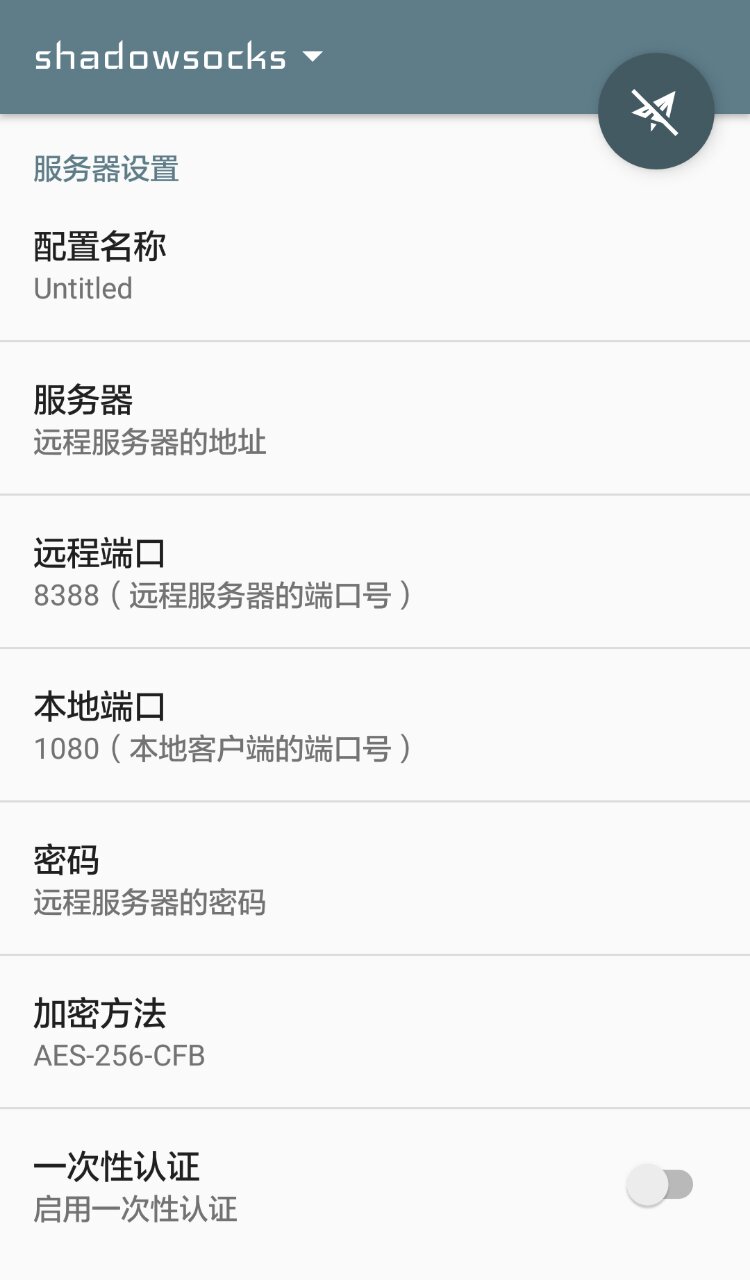 shadowsocks
服务器设置
配置名称
Untitled
服务器
远程服务器的地址
远程端口
8388（远程服务器的端口号）
本地端口
1080（本地客户端的端口号）
密码
远程服务器的密码
加密方法
AES-256-CFB
一次性认证
启用一次性认证